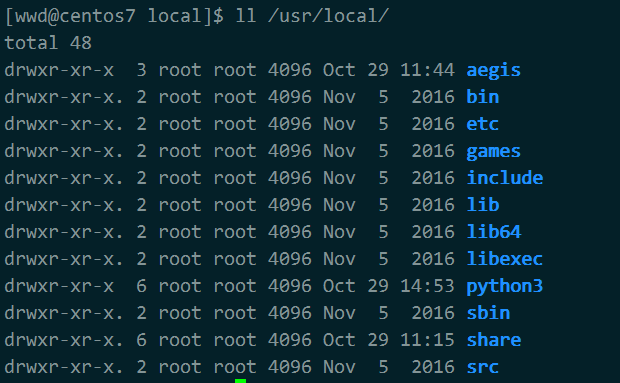 [wwd@centos7 local]$ ll /usr/local/
total 48
drwxr-xr-x  3 root root 4096 Oct 29 11:44 aegis
drwxr-xr-x. 2 root root 4096 Nov  5  2016 bin
drwxr-xr-x. 2 root root 4096 Nov  5  2016 etc
drwxr-xr-x. 2 root root 4096 Nov  5  2016 games
drwxr-xr-x. 2 root root 4096 Nov  5  2016 include
drwxr-xr-x. 2 root root 4096 Nov  5  2016 lib
drwxr-xr-x. 2 root root 4096 Nov  5  2016 lib64
drwxr-xr-x. 2 root root 4096 Nov  5  2016 libexec
drwxr-xr-x  6 root root 4096 Oct 29 14:53 python3
drwxr-xr-x. 2 root root 4096 Nov  5  2016 sbin
drwxr-xr-x. 6 root root 4096 Oct 29 11:15 share
drwxr-xr-x. 2 root root 4096 Nov  5  2016 src